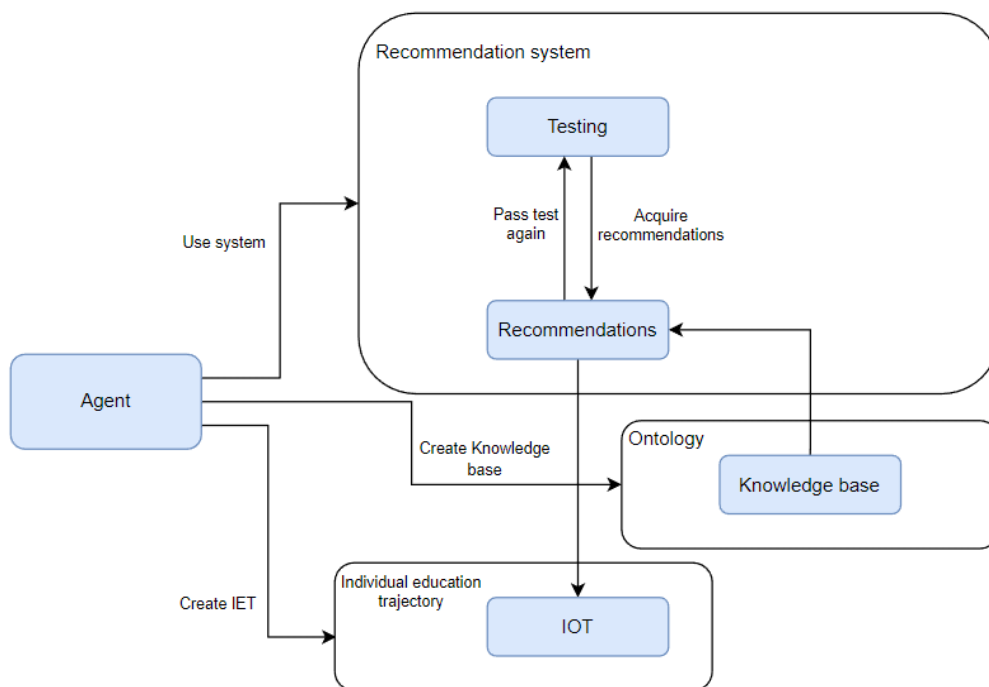 Recommendation system
Testing
Pass test
again
Acquire
recommendations
Use system
Recommendations
Agent
Ontology
Create Knowledge
base
Knowledge base
Individual education
trajectory
Create IET
IOT